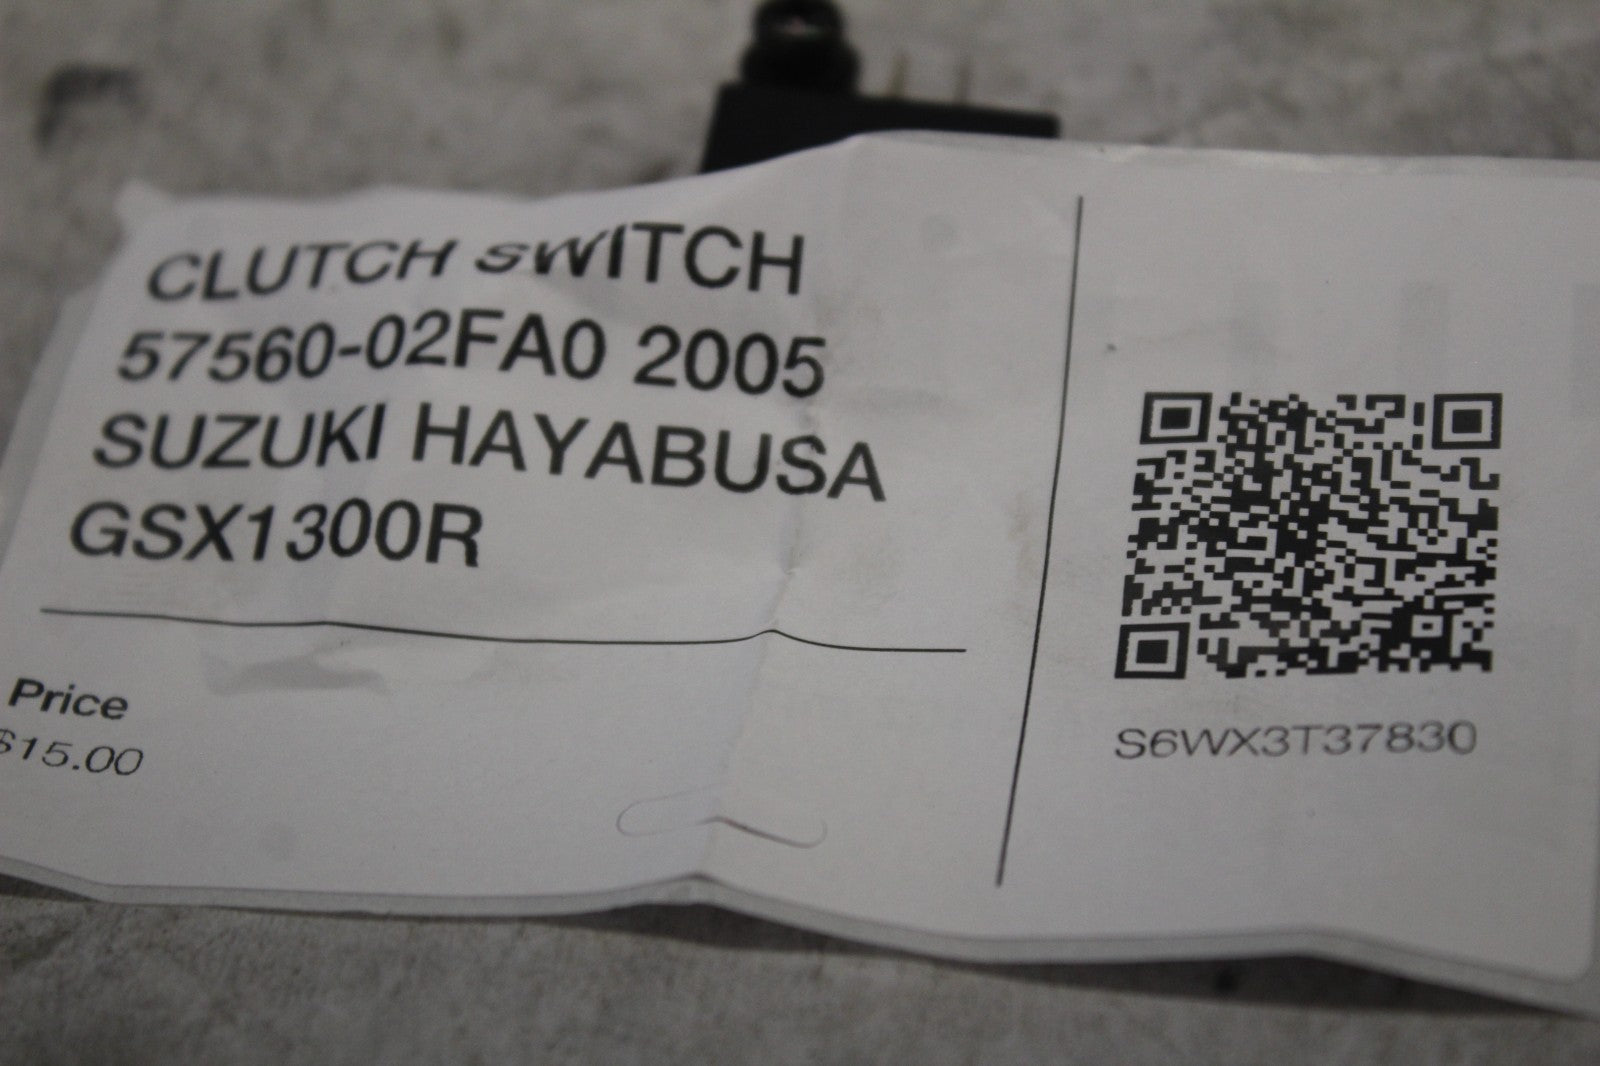 CLUTCH SWITCH
57560-02FA0 2005
SUZUKI HAYABUSA
GSX1300R
Price
$15.00
S6WX3T37830